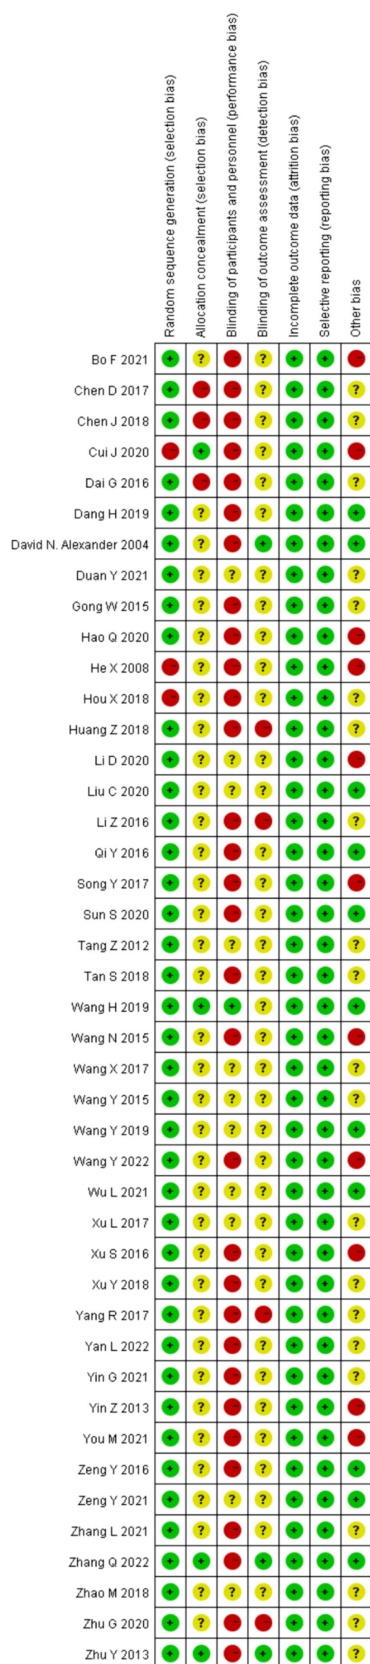 Random sequence generation (selection bias)
Allocation concealment (selection bias)
Blinding of participants and personnel (performance bias)
Blinding of outcome assessment (detection bias)
Incomplete outcome data (attrition bias)
Selective reporting (reporting bias)
Other bias
Bo F 2021 + ? - ? + + -
Chen D 2017 + - - ? + + ?
Chen J 2018 + - - ? + + ?
Cui J 2020 - + - ? + + -
Dai G 2016 + - - ? + + ?
Dang H 2019 + ? - ? + + +
David N. Alexander 2004 + ? - + + + +
Duan Y 2021 + ? ? ? + + ?
Gong W 2015 + ? - ? + + ?
Hao Q 2020 + ? - ? + + -
He X 2008 - ? - ? + + -
Hou X 2018 - ? - ? + + ?
Huang Z 2018 + ? - - + + ?
Li D 2020 + ? ? ? + + -
Liu C 2020 + ? ? ? + + +
Li Z 2016 + ? - - + + ?
Qi Y 2016 + ? - ? + + +
Song Y 2017 + ? - ? + + -
Sun S 2020 + ? - ? + + +
Tang Z 2012 + ? ? ? + + ?
Tan S 2018 + ? - ? + + ?
Wang H 2019 + + + ? + + +
Wang N 2015 + ? - ? + + -
Wang X 2017 + ? ? ? + + ?
Wang Y 2015 + ? ? ? + + ?
Wang Y 2019 + ? ? ? + + +
Wang Y 2022 + ? - ? + + -
Wu L 2021 + ? ? ? + + +
Xu L 2017 + ? ? ? + + ?
Xu S 2016 + ? - ? + + -
Xu Y 2018 + ? - ? + + ?
Yang R 2017 + ? - - + + ?
Yan L 2022 + ? - ? + + ?
Yin G 2021 + ? - ? + + ?
Yin Z 2013 + ? - ? + + -
You M 2021 + ? - ? + + -
Zeng Y 2016 + ? - ? + + +
Zeng Y 2021 + ? ? ? + + +
Zhang L 2021 + ? - ? + + ?
Zhang Q 2022 + + - + + + +
Zhao M 2018 + ? ? ? + + ?
Zhu G 2020 + ? - - + + ?
Zhu Y 2013 + + - + + + ?